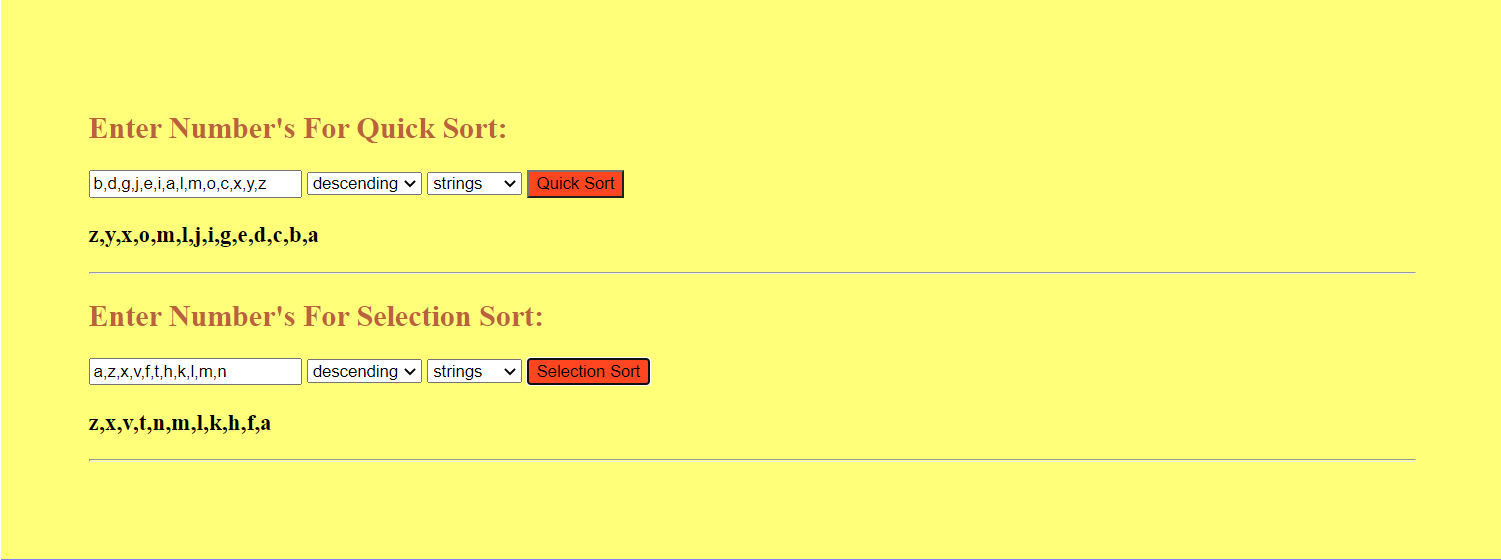 Enter Number's For Quick Sort:
b,d,g,j,e,i,a,l,m,o,c,x,y,z descending strings Quick Sort
z,y,x,o,m,l,j,i,g,e,d,c,b,a
Enter Number's For Selection Sort:
a,z,x,v,f,t,h,k,l,m,n descending strings Selection Sort
z,x,v,t,n,m,l,k,h,f,a